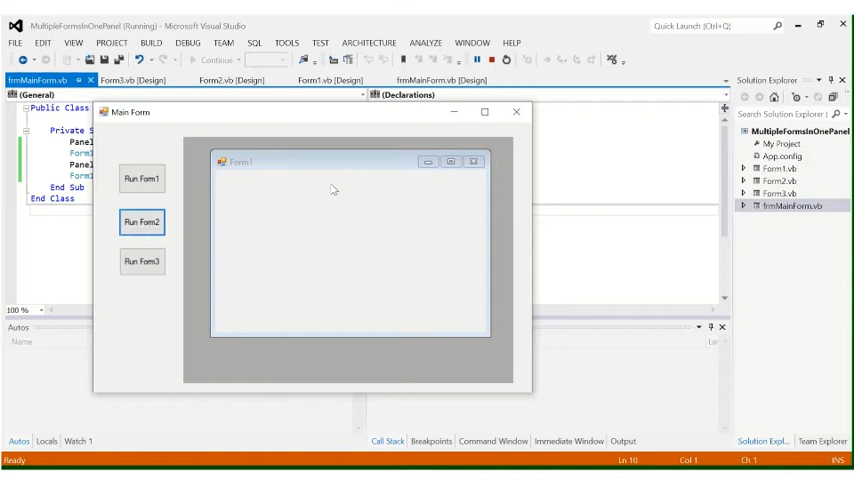 MultipleFormsInOnePanel (Running) - Microsoft Visual Studio
Quick Launch (Ctrl+Q)
FILE EDIT VIEW PROJECT BUILD DEBUG TEAM SQL TOOLS TEST ARCHITECTURE ANALYZE WINDOW HELP
Continue
frmMainForm.vb Form3.vb [Design] Form2.vb [Design] Form1.vb [Design] frmMainForm.vb [Design]
Solution Explorer
(General) (Declarations)
Public Class
Main Form
Search Solution Explorer
Private S
MultipleFormsInOnePanel
Panel
My Project
Form1
Form1
App.config
Panel
Form1.vb
Form1
Run Form1
Form2.vb
End Sub
Form3.vb
End Class
frmMainForm.vb
Run Form2
Run Form3
100 %
Autos
Name
Autos Locals Watch 1
Call Stack Breakpoints Command Window Immediate Window Output
Solution Expl... Team Explorer
Ready Ln 10 Col 1 Ch 1 INS